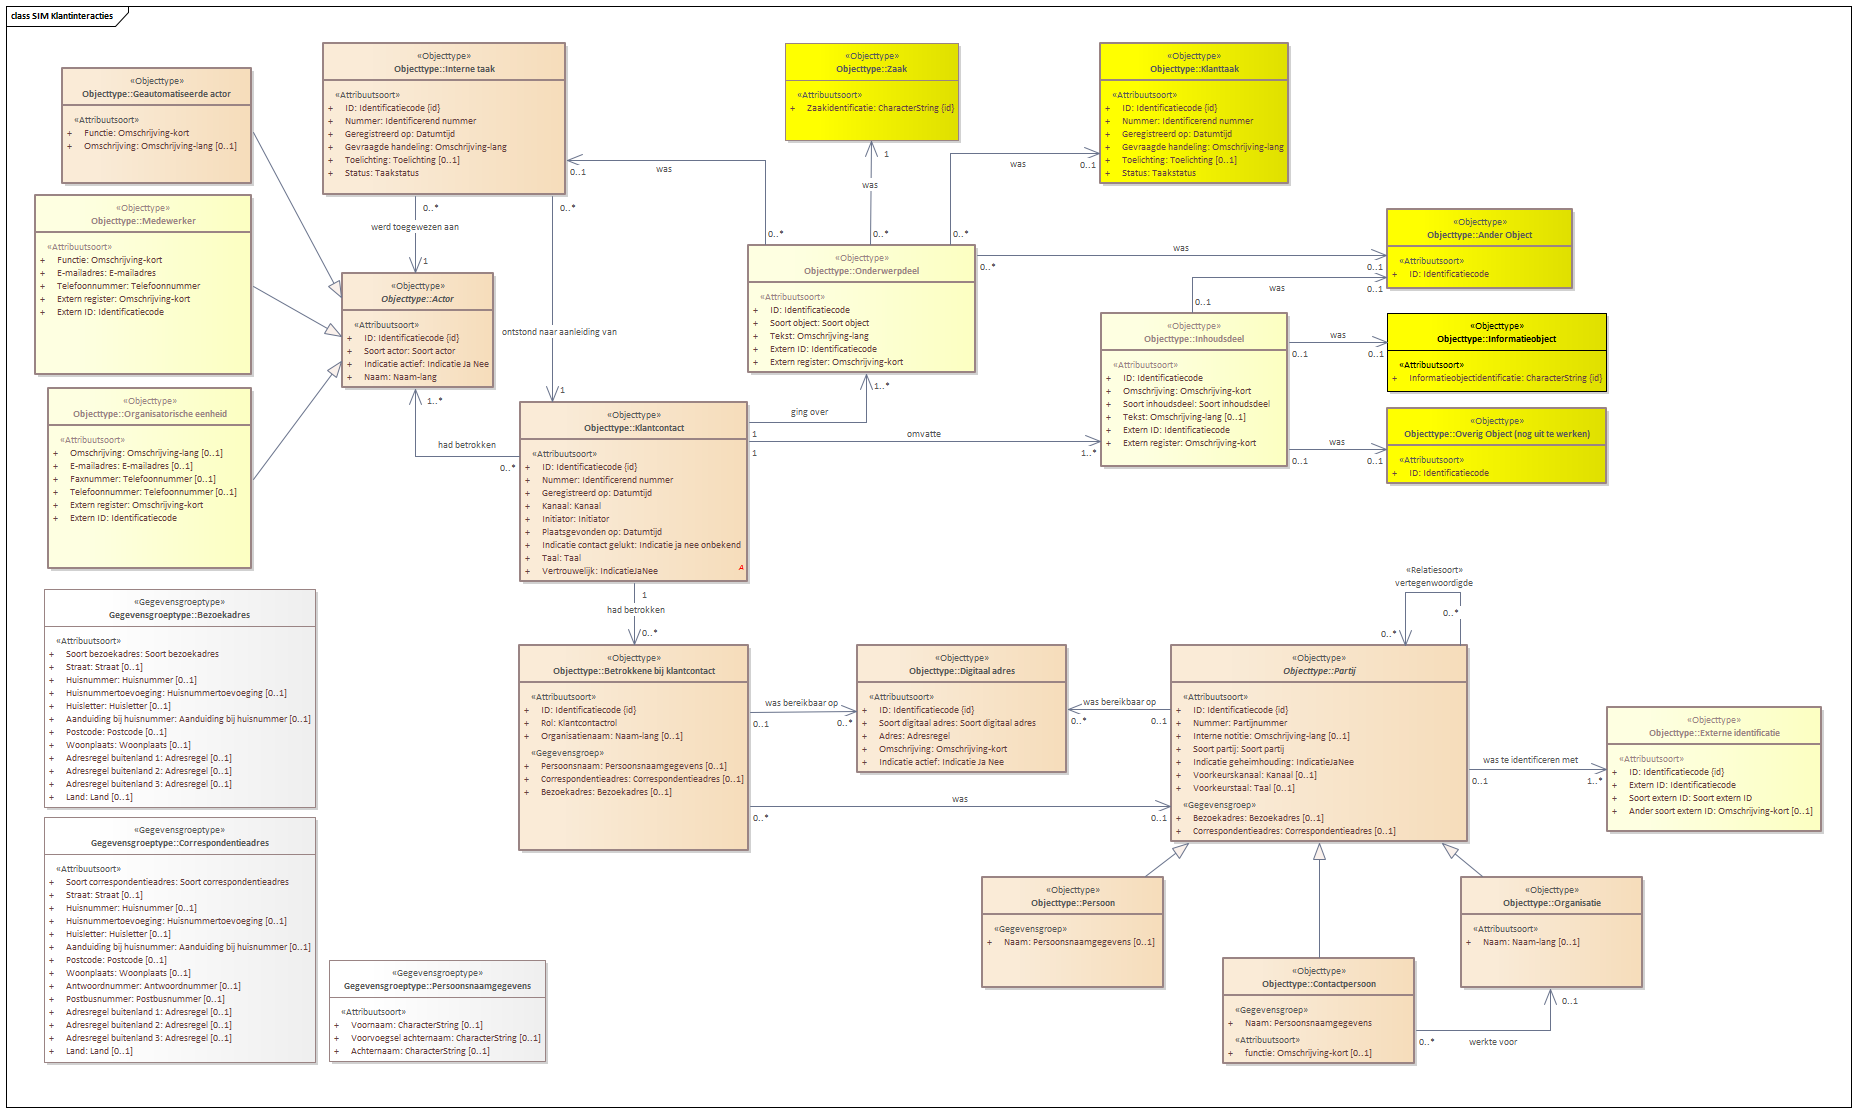 class SIM Klantinteracties
«Objecttype»
Objecttype::Geautomatiseerde actor
«Attribuutsoort»
+ Functie: Omschrijving-kort
+ Omschrijving: Omschrijving-lang [0..1]
«Objecttype»
Objecttype::Medewerker
«Attribuutsoort»
+ Functie: Omschrijving-kort
+ E-mailadres: E-mailadres
+ Telefoonnummer: Telefoonnummer
+ Extern register: Omschrijving-kort
+ Extern ID: Identificatiecode
«Objecttype»
Objecttype::Organisatorische eenheid
«Attribuutsoort»
+ Omschrijving: Omschrijving-lang [0..1]
+ E-mailadres: E-mailadres [0..1]
+ Faxnummer: Telefoonnummer [0..1]
+ Telefoonnummer: Telefoonnummer [0..1]
+ Extern register: Omschrijving-kort
+ Extern ID: Identificatiecode
«Objecttype»
Objecttype::Interne taak
«Attribuutsoort»
+ ID: Identificatiecode {id}
+ Nummer: Identificerend nummer
+ Geregistreerd op: Datumtijd
+ Gevraagde handeling: Omschrijving-lang
+ Toelichting: Toelichting [0..1]
+ Status: Taakstatus
0..1
was
0..*
0..*
werd toegewezen aan
1
0..*
ontstond naar aanleiding van
1
«Objecttype»
Objecttype::Actor
«Attribuutsoort»
+ ID: Identificatiecode {id}
+ Soort actor: Soort actor
+ Indicatie actief: Indicatie Ja Nee
+ Naam: Naam-lang
1..*
had betrokken
0..*
«Objecttype»
Objecttype::Zaak
«Attribuutsoort»
+ Zaakidentificatie: CharacterString {id}
1
was
0..*
«Objecttype»
Objecttype::Klanttaak
«Attribuutsoort»
+ ID: Identificatiecode {id}
+ Nummer: Identificerend nummer
+ Geregistreerd op: Datumtijd
+ Gevraagde handeling: Omschrijving-lang
+ Toelichting: Toelichting [0..1]
+ Status: Taakstatus
0..1
was
0..*
«Objecttype»
Objecttype::Onderwerpdeel
«Attribuutsoort»
+ ID: Identificatiecode
+ Soort object: Soort object
+ Tekst: Omschrijving-lang
+ Extern ID: Identificatiecode
+ Extern register: Omschrijving-kort
0..*
was
0..1
1..*
ging over
1
«Objecttype»
Objecttype::Ander Object
«Attribuutsoort»
+ ID: Identificatiecode
0..1
was
0..1
«Objecttype»
Objecttype::Inhoudsdeel
«Attribuutsoort»
+ ID: Identificatiecode
+ Omschrijving: Omschrijving-kort
+ Soort inhoudsdeel: Soort inhoudsdeel
+ Tekst: Omschrijving-lang [0..1]
+ Extern ID: Identificatiecode
+ Extern register: Omschrijving-kort
0..1
was
0..1
«Objecttype»
Objecttype::Informatieobject
«Attribuutsoort»
+ Informatieobjectidentificatie: CharacterString {id}
0..1
was
0..1
«Objecttype»
Objecttype::Overig Object (nog uit te werken)
«Attribuutsoort»
+ ID: Identificatiecode
«Objecttype»
Objecttype::Klantcontact
«Attribuutsoort»
+ ID: Identificatiecode {id}
+ Nummer: Identificerend nummer
+ Geregistreerd op: Datumtijd
+ Kanaal: Kanaal
+ Initiator: Initiator
+ Plaatsgevonden op: Datumtijd
+ Indicatie contact gelukt: Indicatie ja nee onbekend
+ Taal: Taal
+ Vertrouwelijk: IndicatieJaNee
A
1
omvatte
1..*
1
had betrokken
0..*
«Relatiesoort»
vertegenwoordigde
0..*
0..*
«Gegevensgroeptype»
Gegevensgroeptype::Bezoekadres
«Attribuutsoort»
+ Soort bezoekadres: Soort bezoekadres
+ Straat: Straat [0..1]
+ Huisnummer: Huisnummer [0..1]
+ Huisnummertoevoeging: Huisnummertoevoeging [0..1]
+ Huisletter: Huisletter [0..1]
+ Aanduiding bij huisnummer: Aanduiding bij huisnummer [0..1]
+ Postcode: Postcode [0..1]
+ Woonplaats: Woonplaats [0..1]
+ Adresregel buitenland 1: Adresregel [0..1]
+ Adresregel buitenland 2: Adresregel [0..1]
+ Adresregel buitenland 3: Adresregel [0..1]
+ Land: Land [0..1]
«Gegevensgroeptype»
Gegevensgroeptype::Correspondentieadres
«Attribuutsoort»
+ Soort correspondentieadres: Soort correspondentieadres
+ Straat: Straat [0..1]
+ Huisnummer: Huisnummer [0..1]
+ Huisnummertoevoeging: Huisnummertoevoeging [0..1]
+ Huisletter: Huisletter [0..1]
+ Aanduiding bij huisnummer: Aanduiding bij huisnummer [0..1]
+ Postcode: Postcode [0..1]
+ Woonplaats: Woonplaats [0..1]
+ Antwoordnummer: Antwoordnummer [0..1]
+ Postbusnummer: Postbusnummer [0..1]
+ Adresregel buitenland 1: Adresregel [0..1]
+ Adresregel buitenland 2: Adresregel [0..1]
+ Adresregel buitenland 3: Adresregel [0..1]
+ Land: Land [0..1]
«Gegevensgroeptype»
Gegevensgroeptype::Persoonsnaamgegevens
«Attribuutsoort»
+ Voornaam: CharacterString [0..1]
+ Voorvoegsel achternaam: CharacterString [0..1]
+ Achternaam: CharacterString [0..1]
«Objecttype»
Objecttype::Betrokkene bij klantcontact
«Attribuutsoort»
+ ID: Identificatiecode {id}
+ Rol: Klantcontactrol
+ Organisatienaam: Naam-lang [0..1]
«Gegevensgroep»
+ Persoonsnaam: Persoonsnaamgegevens [0..1]
+ Correspondentieadres: Correspondentieadres [0..1]
+ Bezoekadres: Bezoekadres [0..1]
was bereikbaar op
0..1
0..*
was
0..*
0..1
«Objecttype»
Objecttype::Digitaal adres
«Attribuutsoort»
+ ID: Identificatiecode {id}
+ Soort digitaal adres: Soort digitaal adres
+ Adres: Adresregel
+ Omschrijving: Omschrijving-kort
+ Indicatie actief: Indicatie Ja Nee
was bereikbaar op
0..*
0..1
«Objecttype»
Objecttype::Partij
«Attribuutsoort»
+ ID: Identificatiecode {id}
+ Nummer: Partijnummer
+ Interne notitie: Omschrijving-lang [0..1]
+ Soort partij: Soort partij
+ Indicatie geheimhouding: IndicatieJaNee
+ Voorkeurskanaal: Kanaal [0..1]
+ Voorkeurstaal: Taal [0..1]
«Gegevensgroep»
+ Bezoekadres: Bezoekadres [0..1]
+ Correspondentieadres: Correspondentieadres [0..1]
was te identificeren met
0..1
1..*
«Objecttype»
Objecttype::Externe identificatie
«Attribuutsoort»
+ ID: Identificatiecode {id}
+ Extern ID: Identificatiecode
+ Soort extern ID: Soort extern ID
+ Ander soort extern ID: Omschrijving-kort [0..1]
«Objecttype»
Objecttype::Persoon
«Gegevensgroep»
+ Naam: Persoonsnaamgegevens [0..1]
«Objecttype»
Objecttype::Contactpersoon
«Gegevensgroep»
+ Naam: Persoonsnaamgegevens
«Attribuutsoort»
+ functie: Omschrijving-kort [0..1]
«Objecttype»
Objecttype::Organisatie
«Attribuutsoort»
+ Naam: Naam-lang [0..1]
0..1
0..*
werkte voor